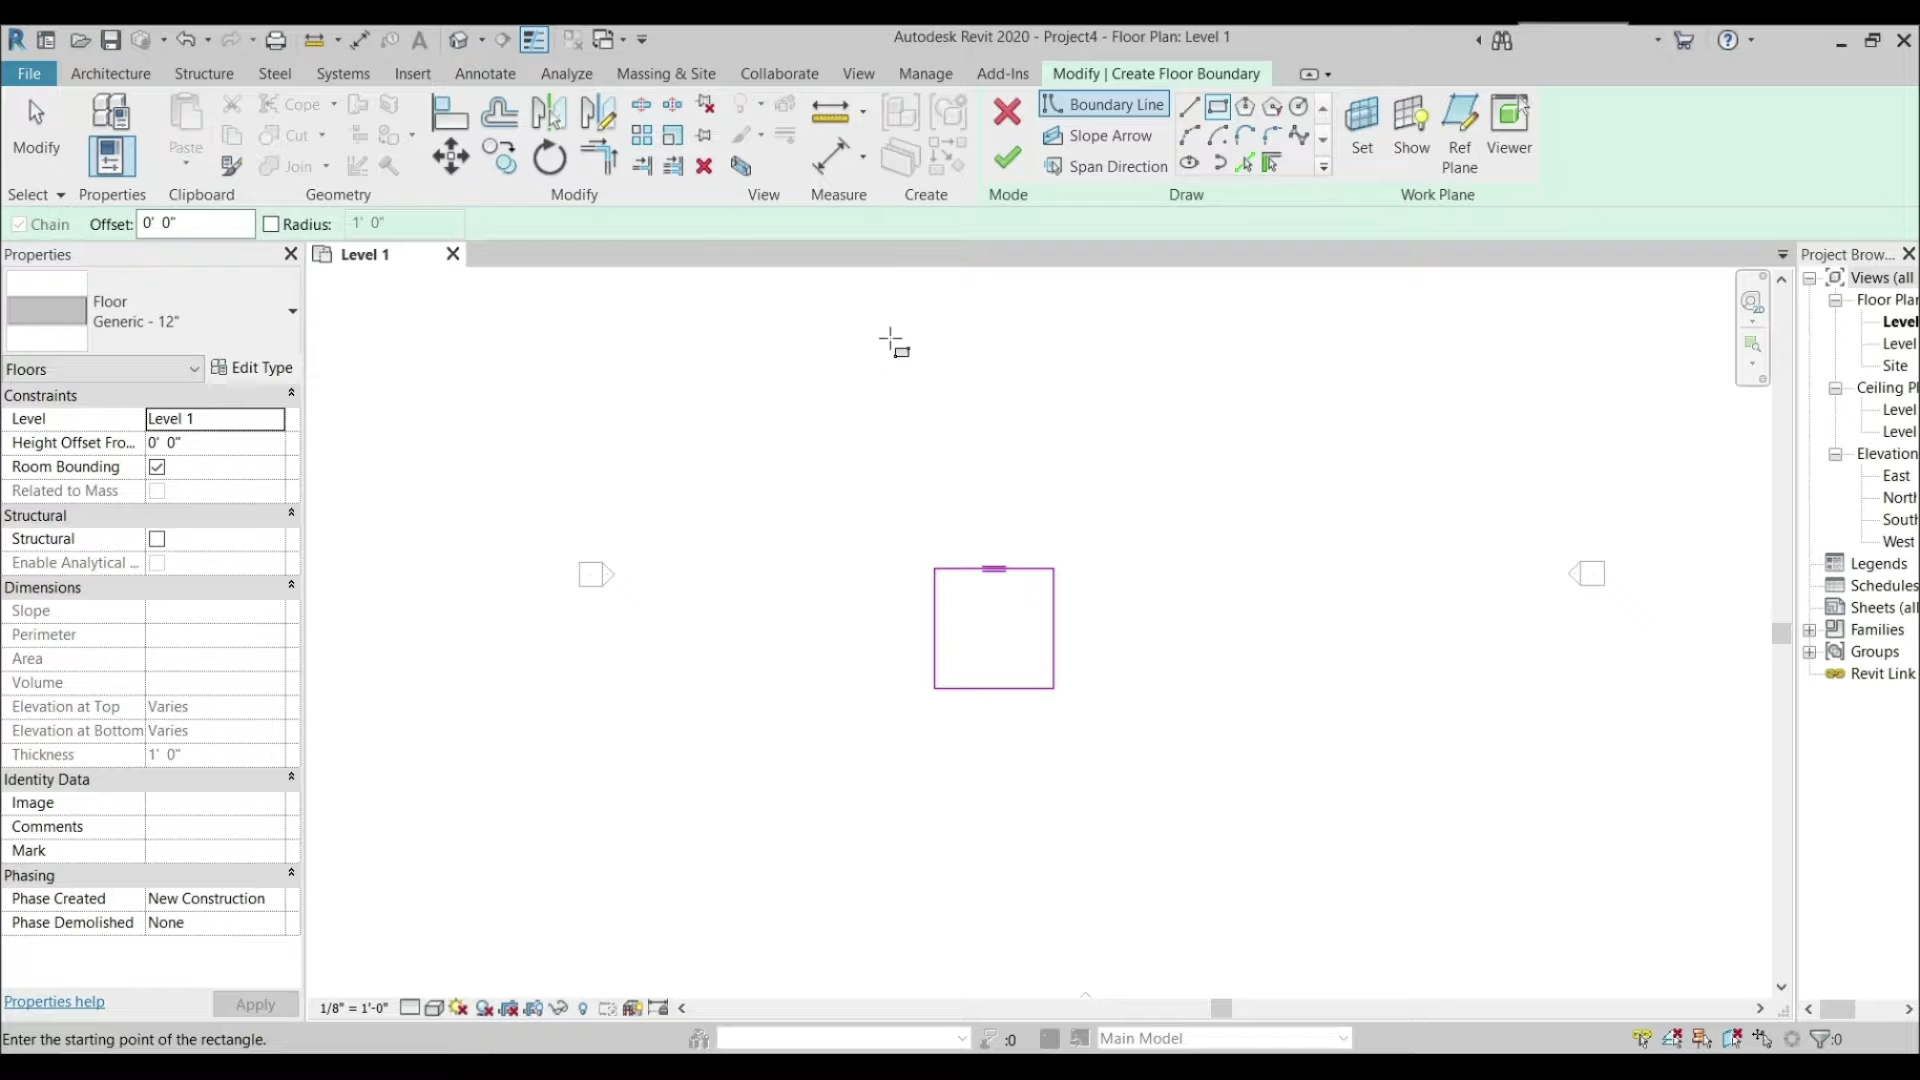 Autodesk Revit 2020 - Project4 - Floor Plan: Level 1
File Architecture Structure Steel Systems Insert Annotate Analyze Massing & Site Collaborate View Manage Add-Ins Modify | Create Floor Boundary
Modify
Paste
Cope
Cut
Join
Boundary Line
Slope Arrow
Span Direction
Set Show Ref Plane Viewer
Select Properties Clipboard Geometry Modify View Measure Create Mode Draw Work Plane
Chain Offset: 0' 0" Radius: 1' 0"
Properties
Level 1
Project Brow...
Floor
Generic - 12"
Floors Edit Type
Constraints
Level Level 1
Height Offset Fro... 0' 0"
Room Bounding
Related to Mass
Structural
Structural
Enable Analytical ...
Dimensions
Slope
Perimeter
Area
Volume
Elevation at Top Varies
Elevation at Bottom Varies
Thickness 1' 0"
Identity Data
Image
Comments
Mark
Phasing
Phase Created New Construction
Phase Demolished None
Properties help Apply
2D
Views (all
Floor Plan
Level
Level
Site
Ceiling Pl
Level
Level
Elevation
East
North
South
West
Legends
Schedules
Sheets (all
Families
Groups
Revit Link
1/8" = 1'-0"
Enter the starting point of the rectangle.
:0
Main Model
:0